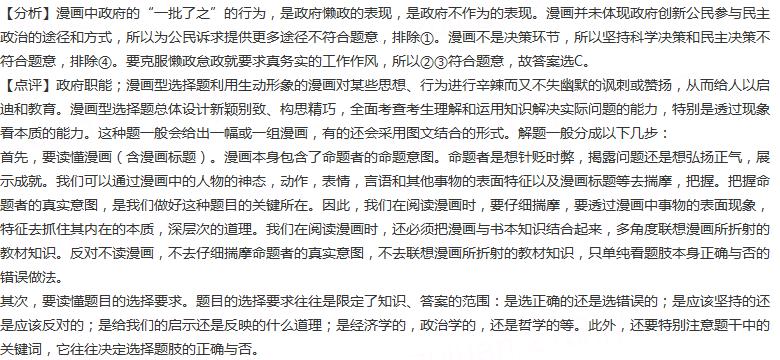 【分析】漫画中政府的“一批了之”的行为，是政府懒政的表现，是政府不作为的表现。漫画并未体现政府创新公民参与民主
政治的途径和方式，所以为公民诉求提供更多途径不符合题意，排除①。漫画不是决策环节，所以坚持科学决策和民主决策不
符合题意，排除④。要克服懒政怠政就要求真务实的工作作风，所以②③符合题意，故答案选C。
【点评】政府职能；漫画型选择题利用生动形象的漫画对某些思想、行为进行辛辣而又不失幽默的讽刺或赞扬，从而给人以启
迪和教育。漫画型选择题总体设计新颖别致、构思精巧，全面考查考生理解和运用知识解决实际问题的能力，特别是透过现象
看本质的能力。这种题一般会给出一幅或一组漫画，有的还会采用图文结合的形式。解题一般分成以下几步：
首先，要读懂漫画（含漫画标题）。漫画本身包含了命题者的命题意图。命题者是想针贬时弊，揭露问题还是想弘扬正气，展
示成就。我们可以通过漫画中的人物的神态，动作，表情，言语和其他事物的表面特征以及漫画标题等去揣摩，把握。把握命
题者的真实意图，是我们做好这种题目的关键所在。因此，我们在阅读漫画时，要仔细揣摩，要透过漫画中事物的表面现象，
特征去抓住其内在的本质，深层次的道理。我们在阅读漫画时，还必须把漫画与书本知识结合起来，多角度联想漫画所折射的
教材知识。反对不读漫画，不去仔细揣摩命题者的真实意图，不去联想漫画所折射的教材知识，只单纯看题肢本身正确与否的
错误做法。
其次，要读懂题目的选择要求。题目的选择要求往往是限定了知识、答案的范围：是选正确的还是选错误的；是应该坚持的还
是应该反对的；是给我们的启示还是反映的什么道理；是经济学的，政治学的，还是哲学的等。此外，还要特别注意题干中的
关键词，它往往决定选择题肢的正确与否。